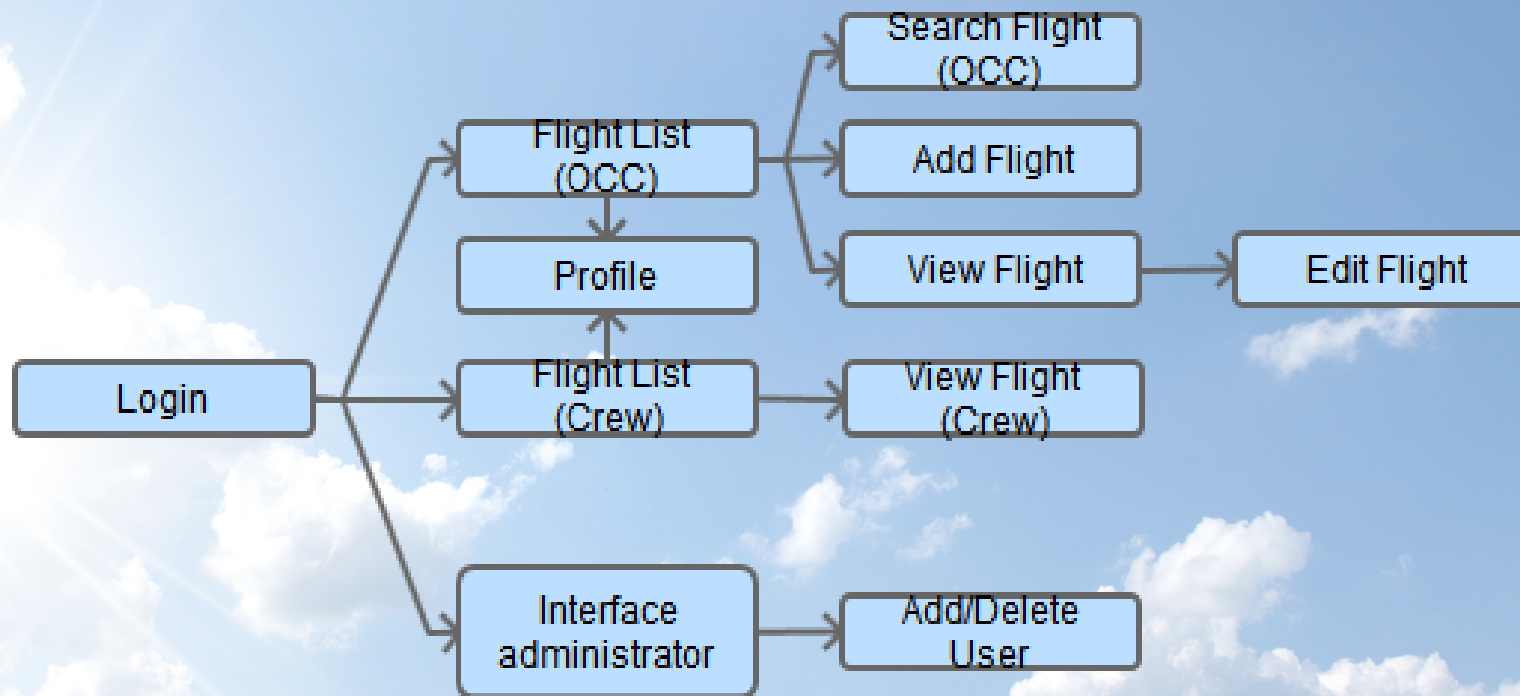 Search Flight
(OCC)
Flight List
(OCC)
Add Flight
Profile
View Flight
Edit Flight
Login
Flight List
(Crew)
View Flight
(Crew)
Interface
administrator
Add/Delete
User